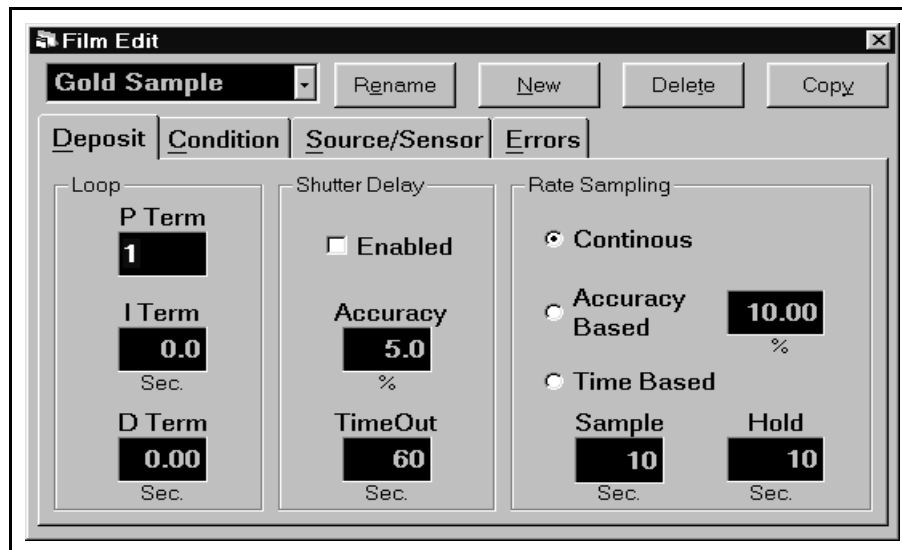 Film Edit
Gold Sample
Rename New Delete Copy
Deposit Condition Source/Sensor Errors
Loop
P Term
1
I Term
0.0
Sec.
D Term
0.00
Sec.
Shutter Delay
Enabled
Accuracy
5.0
%
TimeOut
60
Sec.
Rate Sampling
Continous
Accuracy
Based
10.00
%
Time Based
Sample Hold
10 10
Sec. Sec.